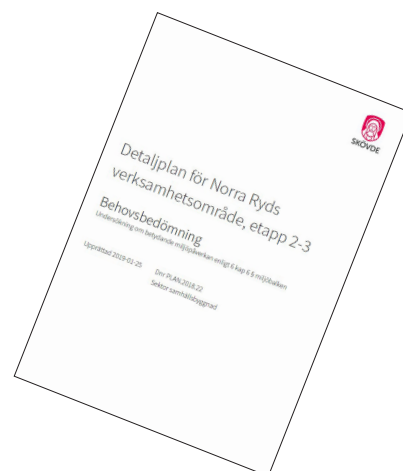 SKÖVDE
Detaljplan för Norra Ryds
verksamhetsområde, etapp 2-3
Behovsbedömning
Undersökning om betydande miljöpåverkan enligt 6 kap 6 § miljöbalken
Upprättad 2019-01-25
Dnr PLAN.2018.22
Sektor samhällsbyggnad